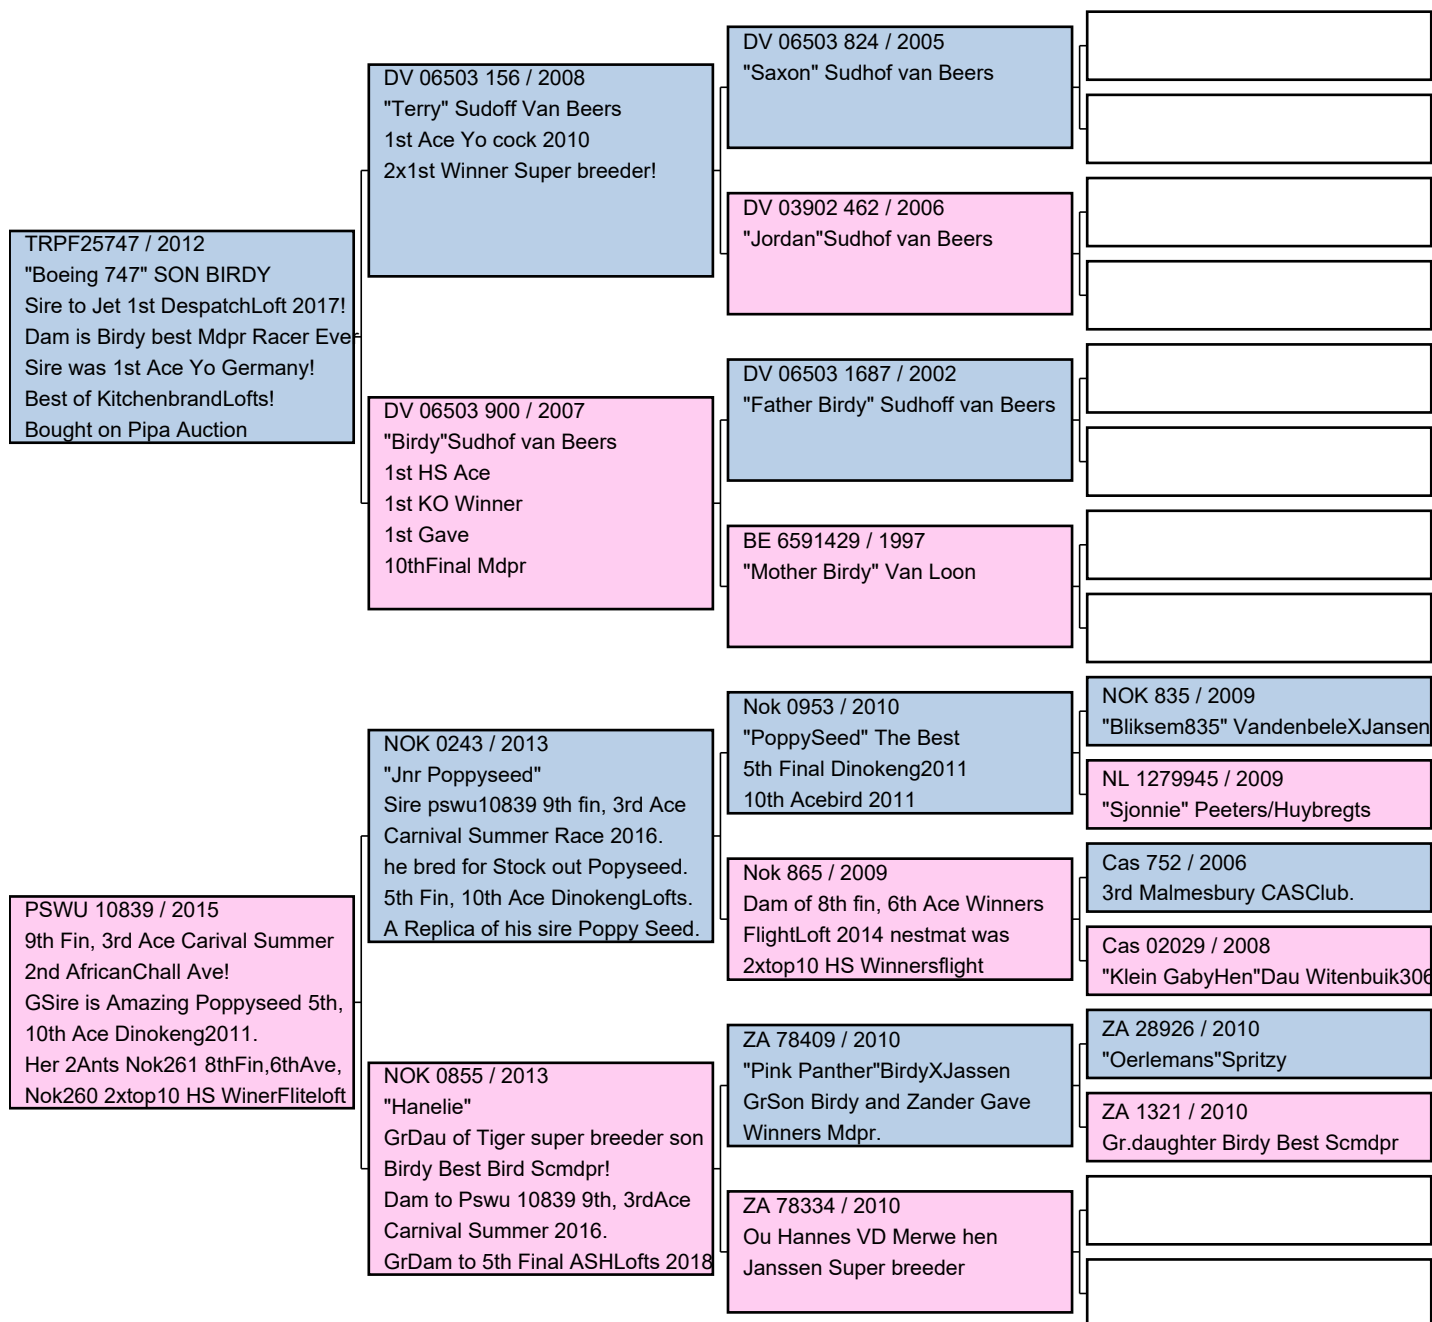 TRPF25747 / 2012
"Boeing 747" SON BIRDY
Sire to Jet 1st DespatchLoft 2017!
Dam is Birdy best Mdpr Racer Ever
Sire was 1st Ace Yo Germany!
Best of KitchenbrandLofts!
Bought on Pipa Auction
PSWU 10839 / 2015
9th Fin, 3rd Ace Carival Summer
2nd AfricanChall Ave!
GSire is Amazing Poppyseed 5th,
10th Ace Dinokeng2011.
Her 2Ants Nok261 8thFin,6thAve,
Nok260 2xtop10 HS WinerFliteloft
DV 06503 156 / 2008
"Terry" Sudoff Van Beers
1st Ace Yo cock 2010
2x1st Winner Super breeder!
DV 06503 900 / 2007
"Birdy"Sudhof van Beers
1st HS Ace
1st KO Winner
1st Gave
10thFinal Mdpr
NOK 0243 / 2013
"Jnr Poppyseed"
Sire pswu10839 9th fin, 3rd Ace
Carnival Summer Race 2016.
he bred for Stock out Popyseed.
5th Fin, 10th Ace DinokengLofts.
A Replica of his sire Poppy Seed.
NOK 0855 / 2013
"Hanelie"
GrDau of Tiger super breeder son
Birdy Best Bird Scmdpr!
Dam to Pswu 10839 9th, 3rdAce
Carnival Summer 2016.
GrDam to 5th Final ASHLofts 2018
DV 06503 824 / 2005
"Saxon" Sudhof van Beers
DV 03902 462 / 2006
"Jordan"Sudhof van Beers
DV 06503 1687 / 2002
"Father Birdy" Sudhoff van Beers
BE 6591429 / 1997
"Mother Birdy" Van Loon
Nok 0953 / 2010
"PoppySeed" The Best
5th Final Dinokeng2011
10th Acebird 2011
Nok 865 / 2009
Dam of 8th fin, 6th Ace Winners
FlightLoft 2014 nestmat was
2xtop10 HS Winnersflight
ZA 78409 / 2010
"Pink Panther"BirdyXJassen
GrSon Birdy and Zander Gave
Winners Mdpr.
ZA 78334 / 2010
Ou Hannes VD Merwe hen
Janssen Super breeder
NOK 835 / 2009
"Bliksem835" VandenbeleXJansen
NL 1279945 / 2009
"Sjonnie" Peeters/Huybregts
Cas 752 / 2006
3rd Malmesbury CASClub.
Cas 02029 / 2008
"Klein GabyHen"Dau Witenbuik306
ZA 28926 / 2010
"Oerlemans"Spritzy
ZA 1321 / 2010
Gr.daughter Birdy Best Scmdpr